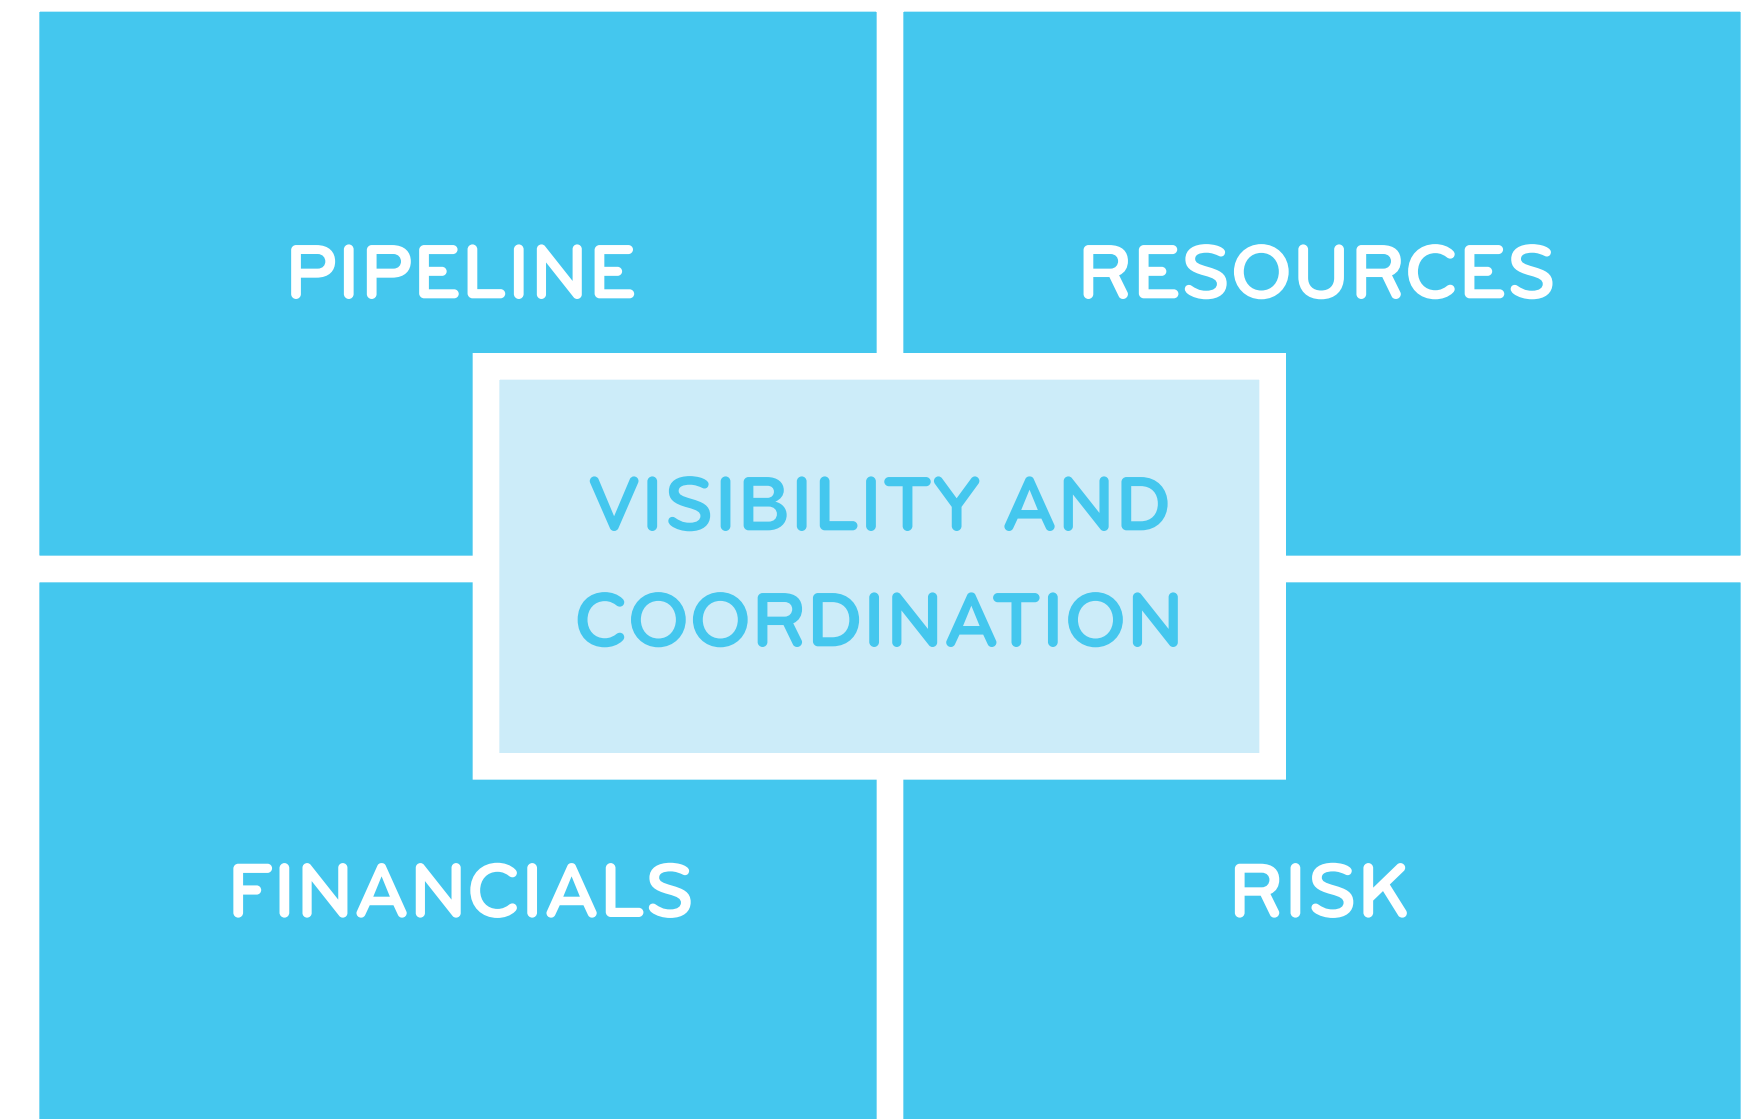 PIPELINE
RESOURCES
VISIBILITY AND
COORDINATION
FINANCIALS
RISK